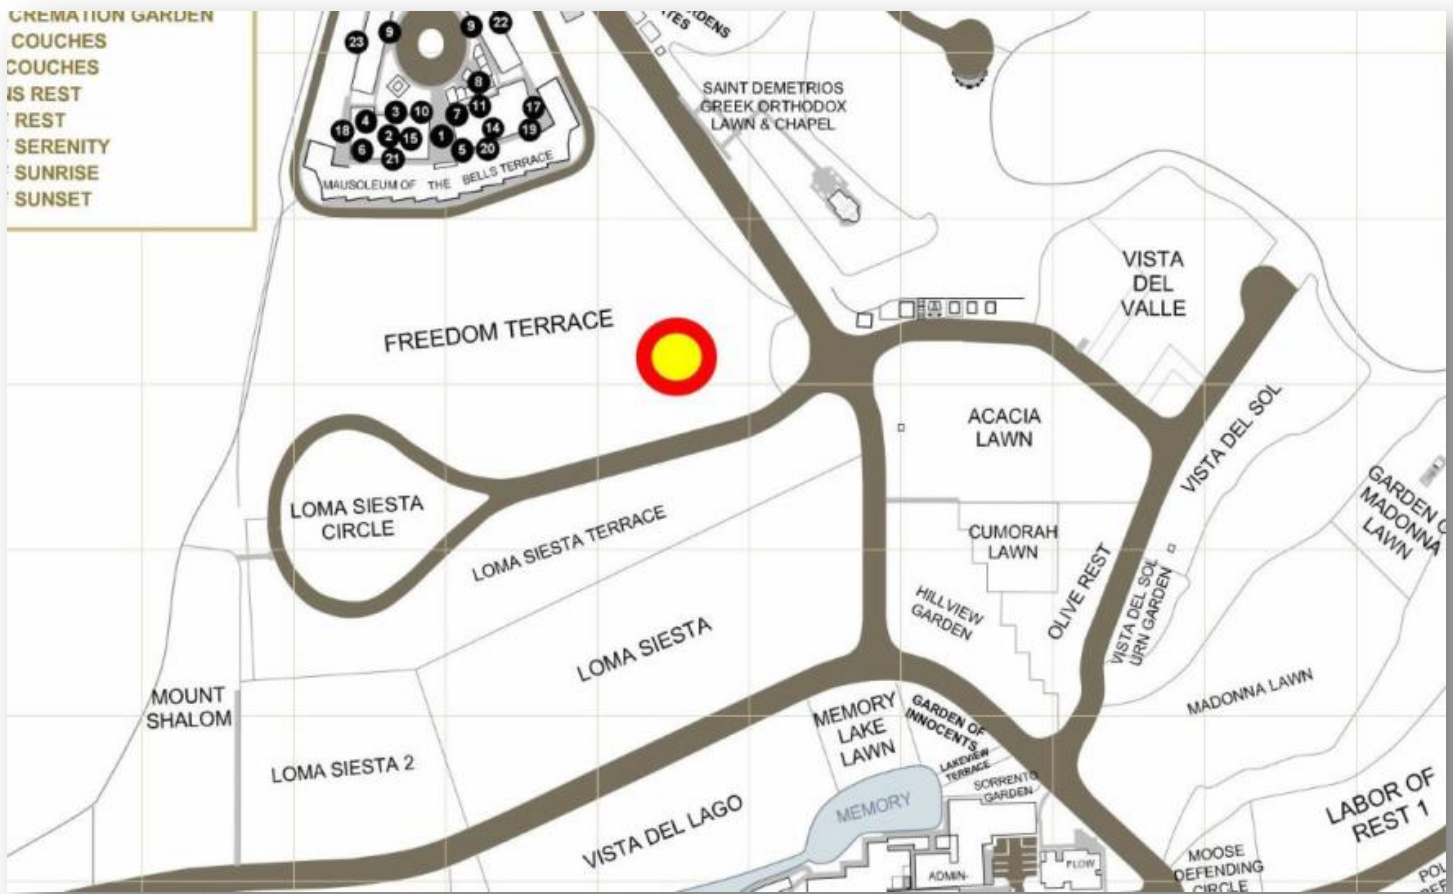 CREMATION GARDEN
COUCHES
COUCHES
NS REST
REST
SERENITY
SUNRISE
SUNSET
23
9
9
22
8
3
10
7
11
17
4
18
2
15
1
14
19
6
21
5
20
MAUSOLEUM OF THE BELLS TERRACE
SAINT DEMETRIOS
GREEK ORTHODOX
LAWN & CHAPEL
VISTA
DEL
VALLE
FREEDOM TERRACE
ACACIA
LAWN
VISTA DEL SOL
LOMA SIESTA
CIRCLE
LOMA SIESTA TERRACE
CUMORAH
LAWN
MADONNA
LAWN
OLIVE REST
VISTA DEL SOL
URN GARDEN
HILLVIEW
GARDEN
LOMA SIESTA
MOUNT
SHALOM
MADONNA LAWN
MEMORY
LAKE
LAWN
GARDEN OF
INNOCENTS
LAKEVIEW
TERRACE
SORRENTO
GARDEN
LOMA SIESTA 2
MEMORY
VISTA DEL LAGO
LABOR OF
REST 1
MOOSE
DEFENDING
CIRCLE
ADMIN-
FLOW